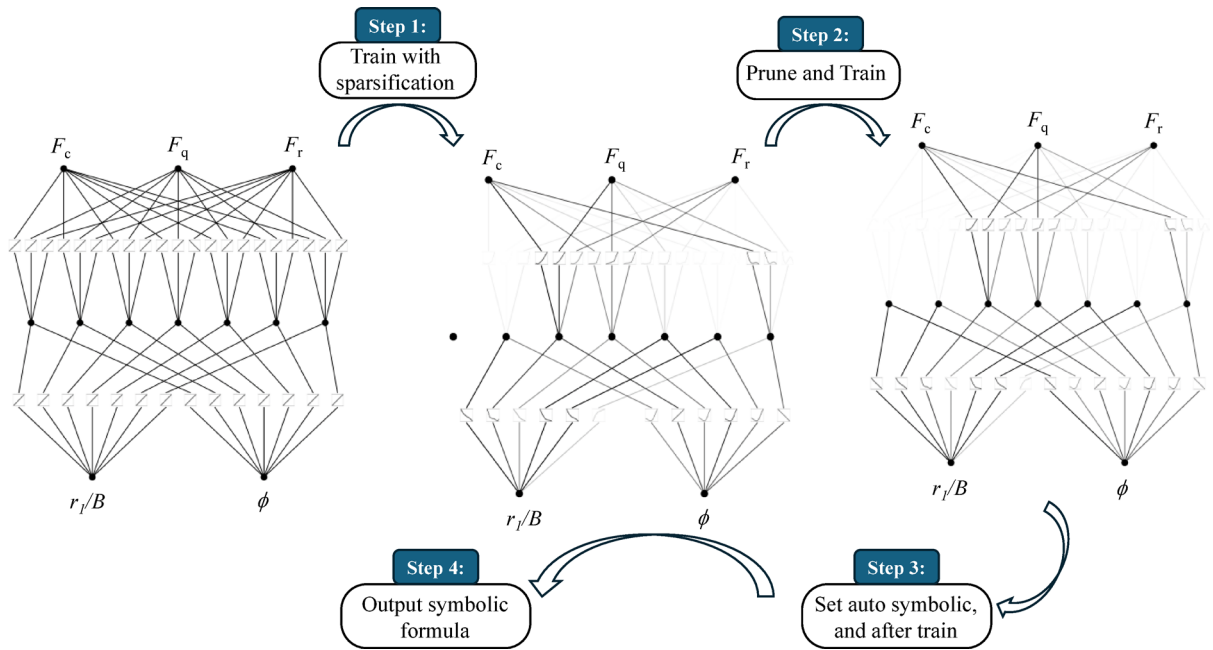 Step 1:
Train with
sparsification
Step 2:
Prune and Train
F_c F_q F_r
F_c F_q F_r
F_c F_q F_r
r_1/B ϕ
r_1/B ϕ
r_1/B ϕ
Step 3:
Set auto symbolic,
and after train
Step 4:
Output symbolic
formula